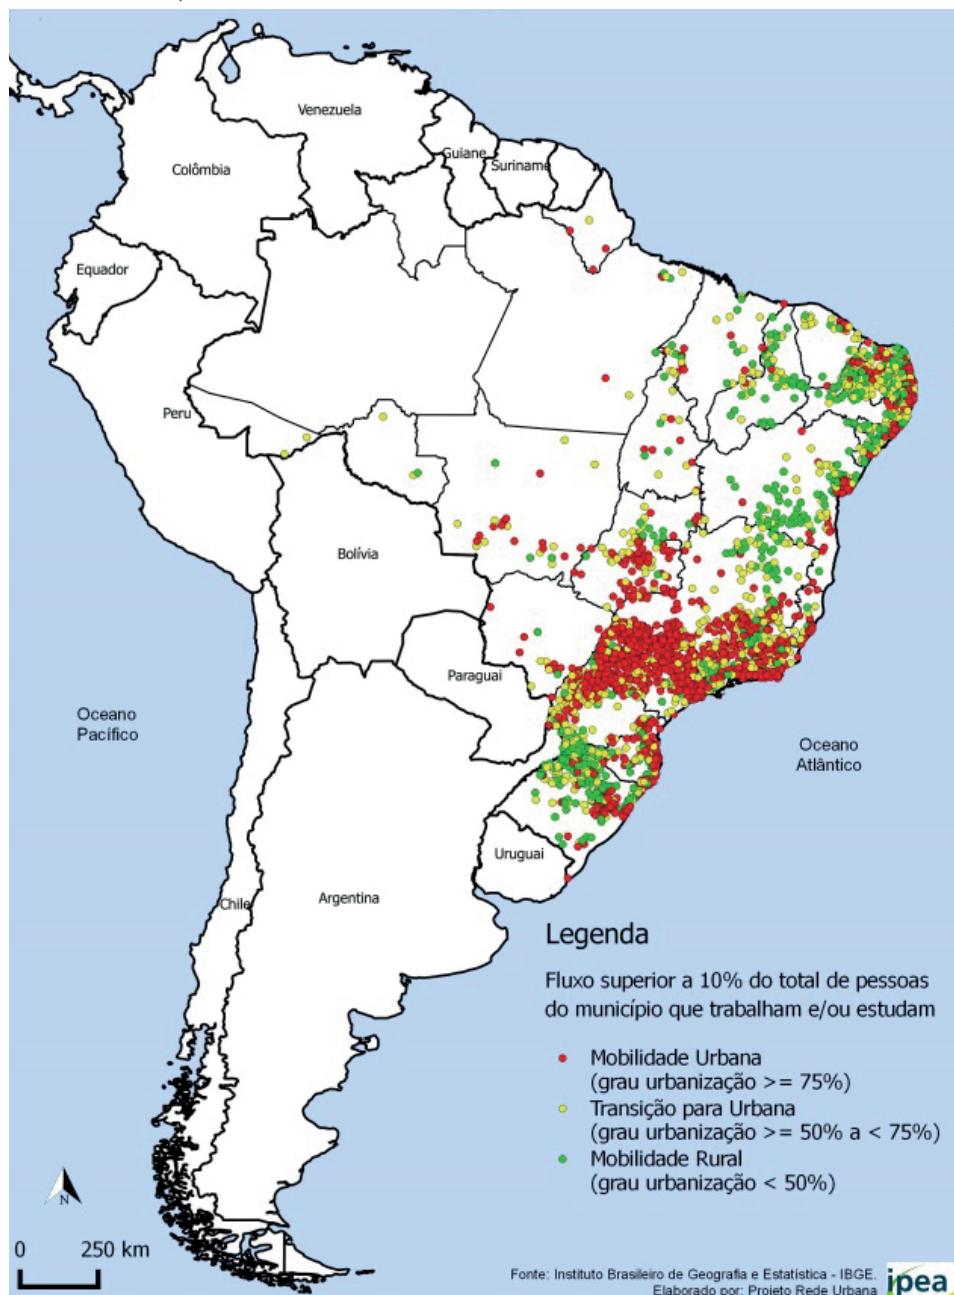 Venezuela
Guiane
Suriname
Colômbia
Equador
Peru
Bolívia
Paraguai
Oceano
Pacífico
Oceano
Atlântico
Uruguai
Chile
Argentina
Legenda
Fluxo superior a 10% do total de pessoas
do município que trabalham e/ou estudam
Mobilidade Urbana
(grau urbanização >= 75%)
Transição para Urbana
(grau urbanização >= 50% a < 75%)
Mobilidade Rural
(grau urbanização < 50%)
N
0 250 km
Fonte: Instituto Brasileiro de Geografia e Estatística - IBGE.
Elaborado por: Projeto Rede Urbana
ipea